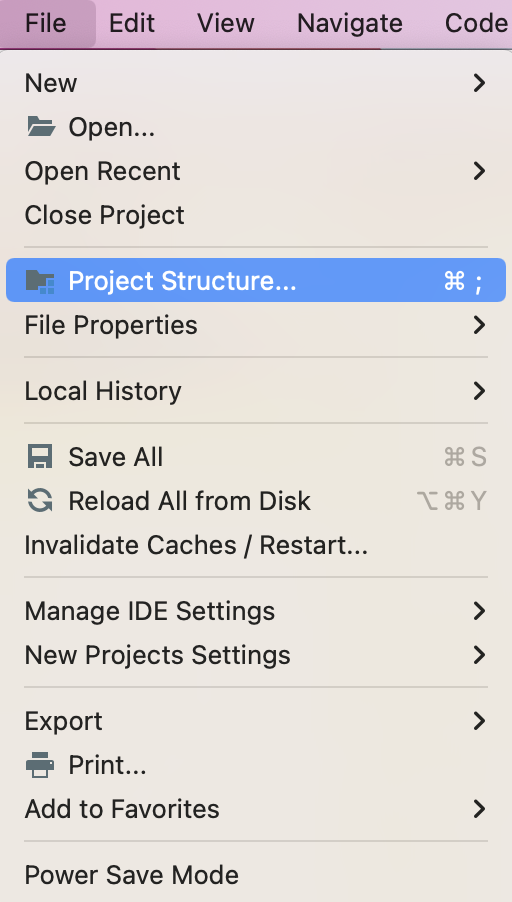 File Edit View Navigate Code
New
Open...
Open Recent
Close Project
Project Structure... ⌘ ;
File Properties
Local History
Save All ⌘ S
Reload All from Disk ⌥ ⌘ Y
Invalidate Caches / Restart...
Manage IDE Settings
New Projects Settings
Export
Print...
Add to Favorites
Power Save Mode